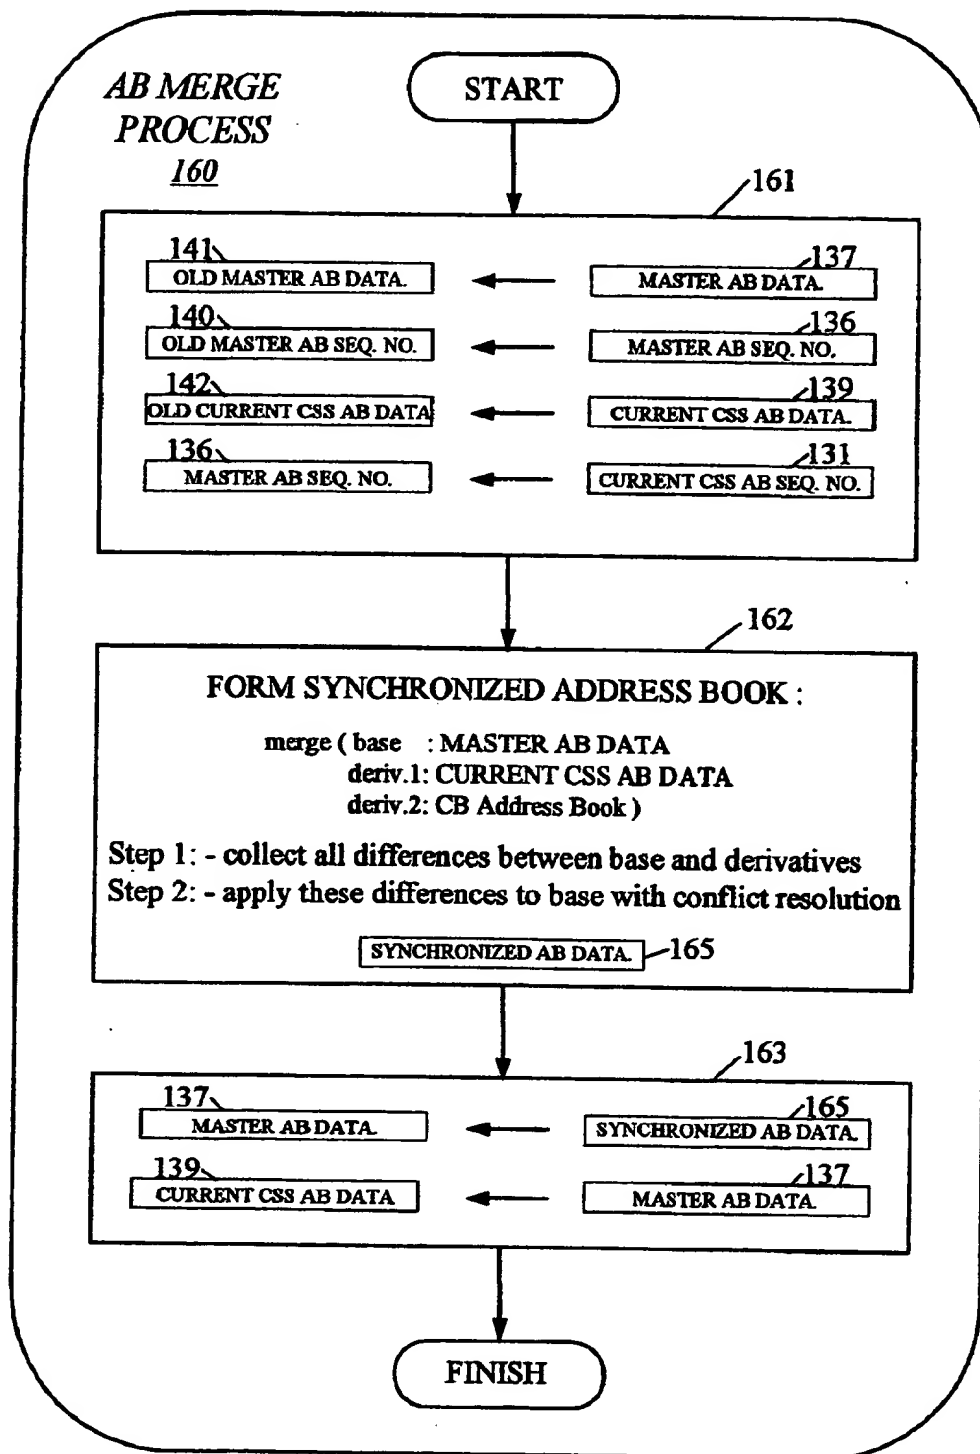 AB MERGE
PROCESS
160
START
161
141
OLD MASTER AB DATA.
137
MASTER AB DATA.
140
OLD MASTER AB SEQ. NO.
136
MASTER AB SEQ. NO.
142
OLD CURRENT CSS AB DATA
139
CURRENT CSS AB DATA.
136
MASTER AB SEQ. NO.
131
CURRENT CSS AB SEQ. NO.
162
FORM SYNCHRONIZED ADDRESS BOOK :
merge ( base : MASTER AB DATA
deriv.1: CURRENT CSS AB DATA
deriv.2: CB Address Book )
Step 1: - collect all differences between base and derivatives
Step 2: - apply these differences to base with conflict resolution
SYNCHRONIZED AB DATA.
165
163
137
MASTER AB DATA.
165
SYNCHRONIZED AB DATA.
139
CURRENT CSS AB DATA
137
MASTER AB DATA.
FINISH